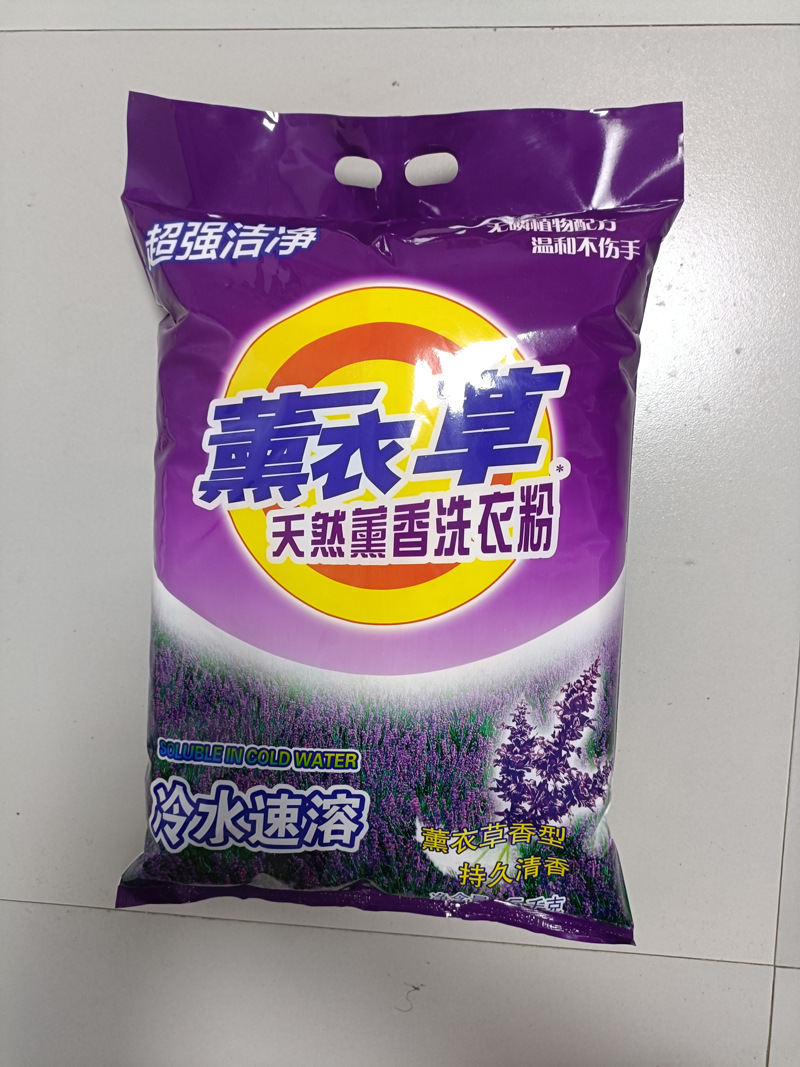 超强洁净
无磷植物配方
温和不伤手
薰衣草*
天然薰香洗衣粉
SOLUBLE IN COLD WATER
冷水速溶
薰衣草香型
持久清香